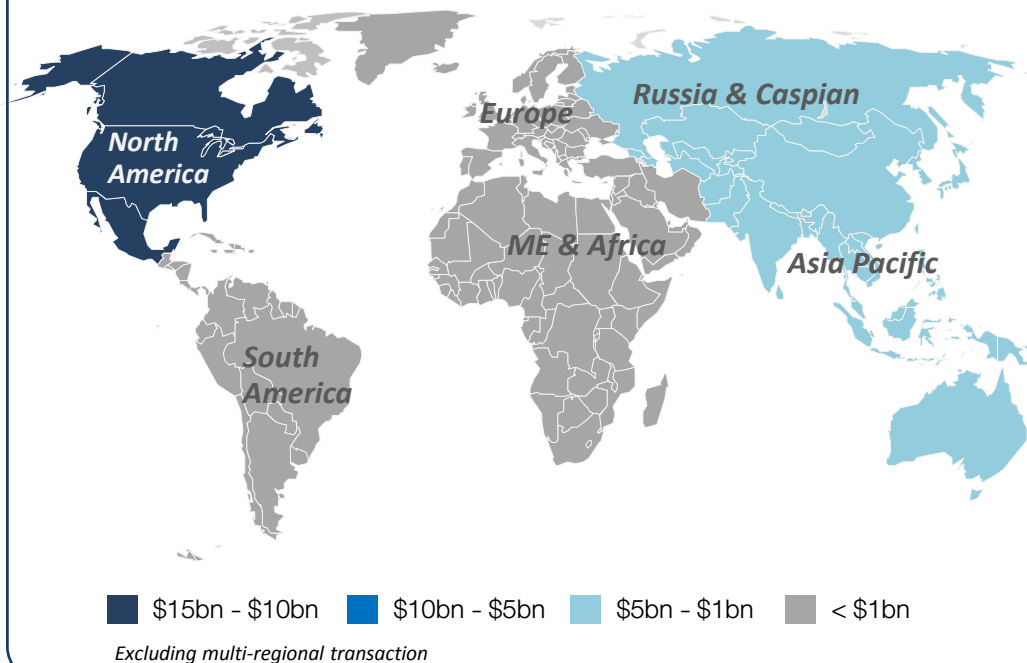 Russia & Caspian
Europe
North
America
ME & Africa
Asia Pacific
South
America
$15bn - $10bn
$10bn - $5bn
$5bn - $1bn
< $1bn
Excluding multi-regional transaction